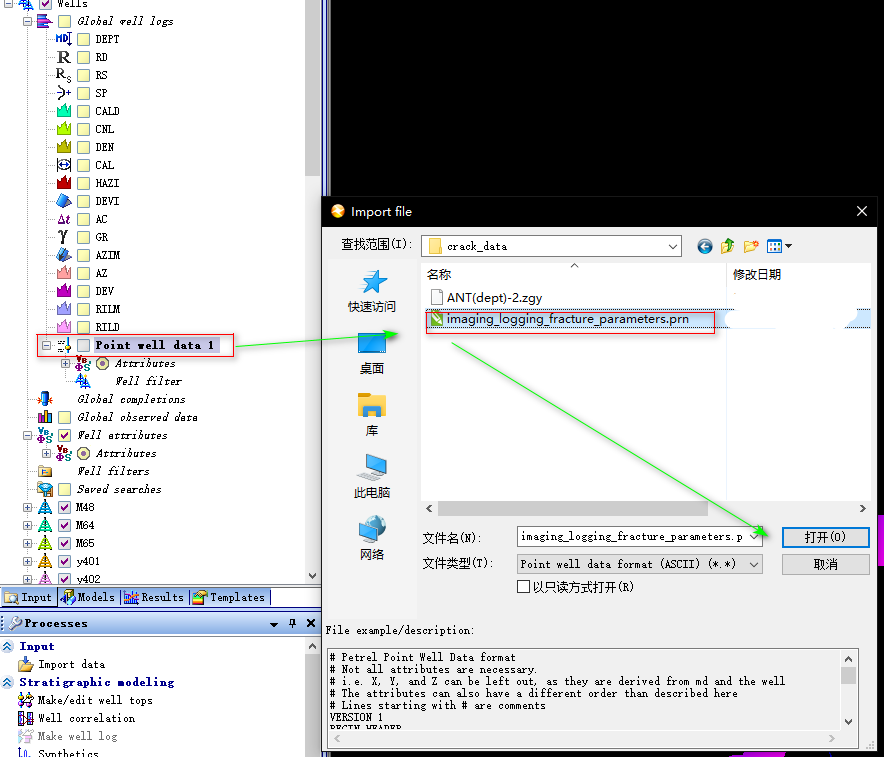 Wells
Global well logs
MD DEPT
R RD
Rs RS
SP
CALD
CNL
DEN
CAL
HAZI
DEVI
Δt AC
γ GR
AZIM
AZ
DEV
RILM
RILD
Point well data 1
Attributes
Well filter
Global completions
Global observed data
Well attributes
Attributes
Well filters
Saved searches
M48
M64
M65
y401
y402
Input Models Results Templates
Processes
Input
Import data
Stratigraphic modeling
Make/edit well tops
Well correlation
Make well log
Synthetics
Import file
查找范围(I): crack_data
快速访问
桌面
库
此电脑
网络
名称 修改日期
ANT(dept)-2.zgy
imaging_logging_fracture_parameters.prn
文件名(N): imaging_logging_fracture_parameters.p 打开(O)
文件类型(T): Point well data format (ASCII) (*.*) 取消
以只读方式打开(R)
File example/description:
# Petrel Point Well Data format
# Not all attributes are necessary.
# i.e. X, Y, and Z can be left out, as they are derived from md and the well
# The attributes can also have a different order than described here
# Lines starting with # are comments
VERSION 1
BEGIN HEADER